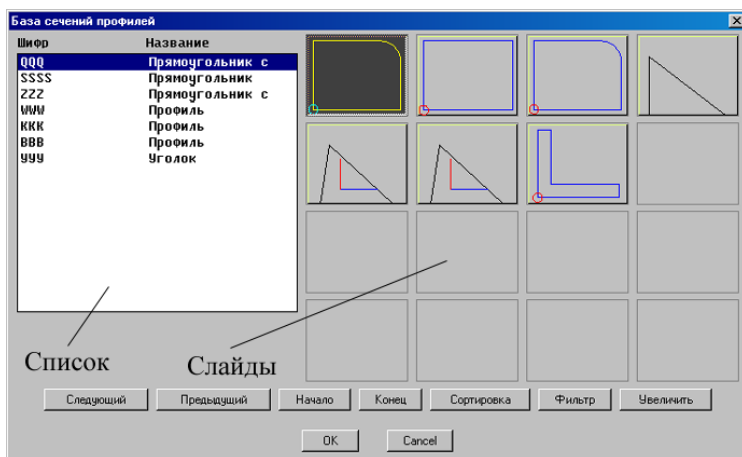 База сечений профилей
Шифр Название
QQQ Прямоугольник с
SSSS Прямоугольник
ZZZ Прямоугольник с
WWW Профиль
KKK Профиль
BBB Профиль
yyy Уголок
Список
Слайды
Следующий Предыдущий Начало Конец Сортировка Фильтр Увеличить
OK Cancel